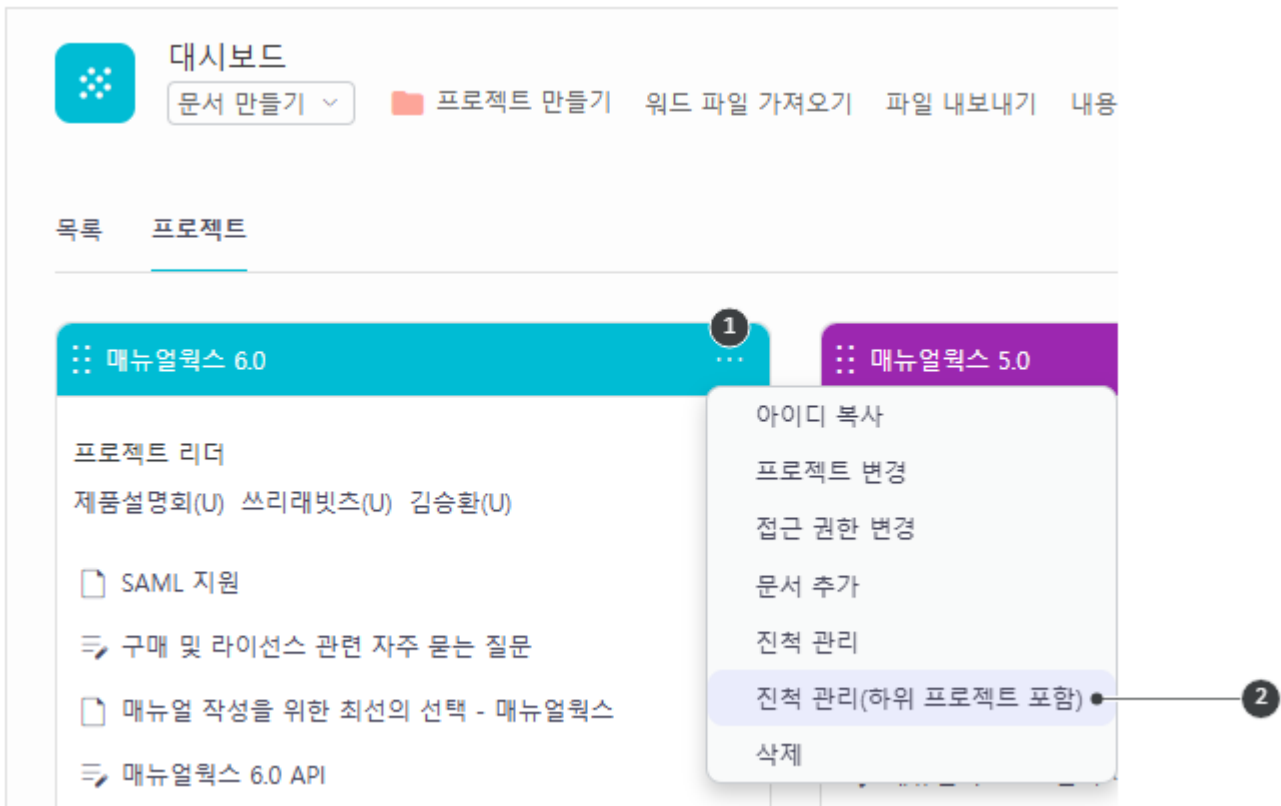 대시보드
문서 만들기 프로젝트 만들기 워드 파일 가져오기 파일 내보내기 내용
목록 프로젝트
1
매뉴얼웍스 6.0 ...
매뉴얼웍스 5.0
프로젝트 리더
제품설명회(U) 쓰리래빗츠(U) 김승환(U)
SAML 지원
구매 및 라이선스 관련 자주 묻는 질문
매뉴얼 작성을 위한 최선의 선택 - 매뉴얼웍스
매뉴얼웍스 6.0 API
아이디 복사
프로젝트 변경
접근 권한 변경
문서 추가
진척 관리
진척 관리(하위 프로젝트 포함) 2
삭제